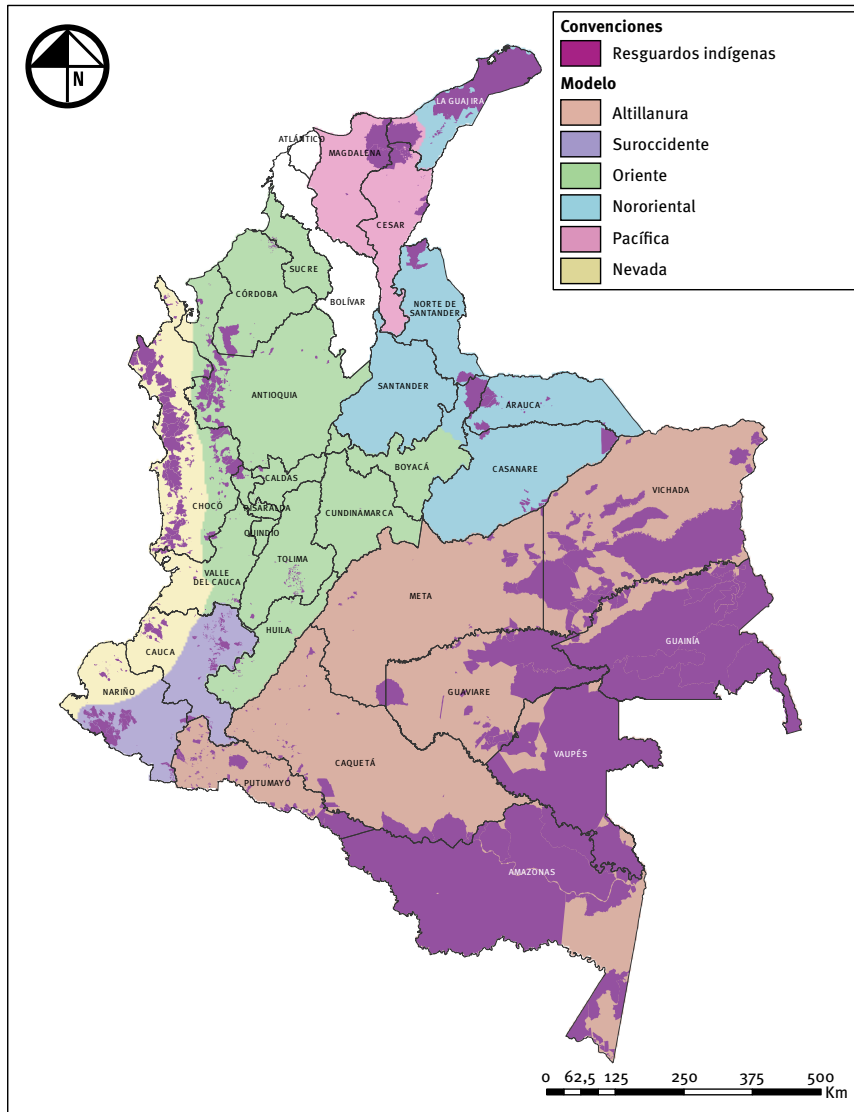 N
Convenciones
Resguardos indígenas
Modelo
Altillanura
Suroccidente
Oriente
Nororiental
Pacífica
Nevada
LA GUAJIRA
ATLÁNTICO
MAGDALENA
CESAR
SUCRE
CÓRDOBA
BOLÍVAR
NORTE DE
SANTANDER
ANTIOQUIA
SANTANDER
ARAUCA
BOYACÁ
CASANARE
CALDAS
VICHADA
CHOCÓ
RISARALDA
CUNDINAMARCA
QUINDIO
TOLIMA
VALLE
DEL CAUCA
META
HUILA
GUAINÍA
CAUCA
NARIÑO
GUAVIARE
VAUPÉS
CAQUETÁ
PUTUMAYO
AMAZONAS
0 62,5 125 250 375 500
Km